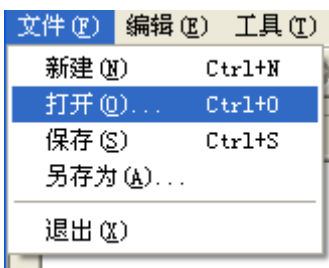 文件(F) 编辑(E) 工具(T)
新建(N) Ctrl+N
打开(O)... Ctrl+O
保存(S) Ctrl+S
另存为(A)...
退出(X)